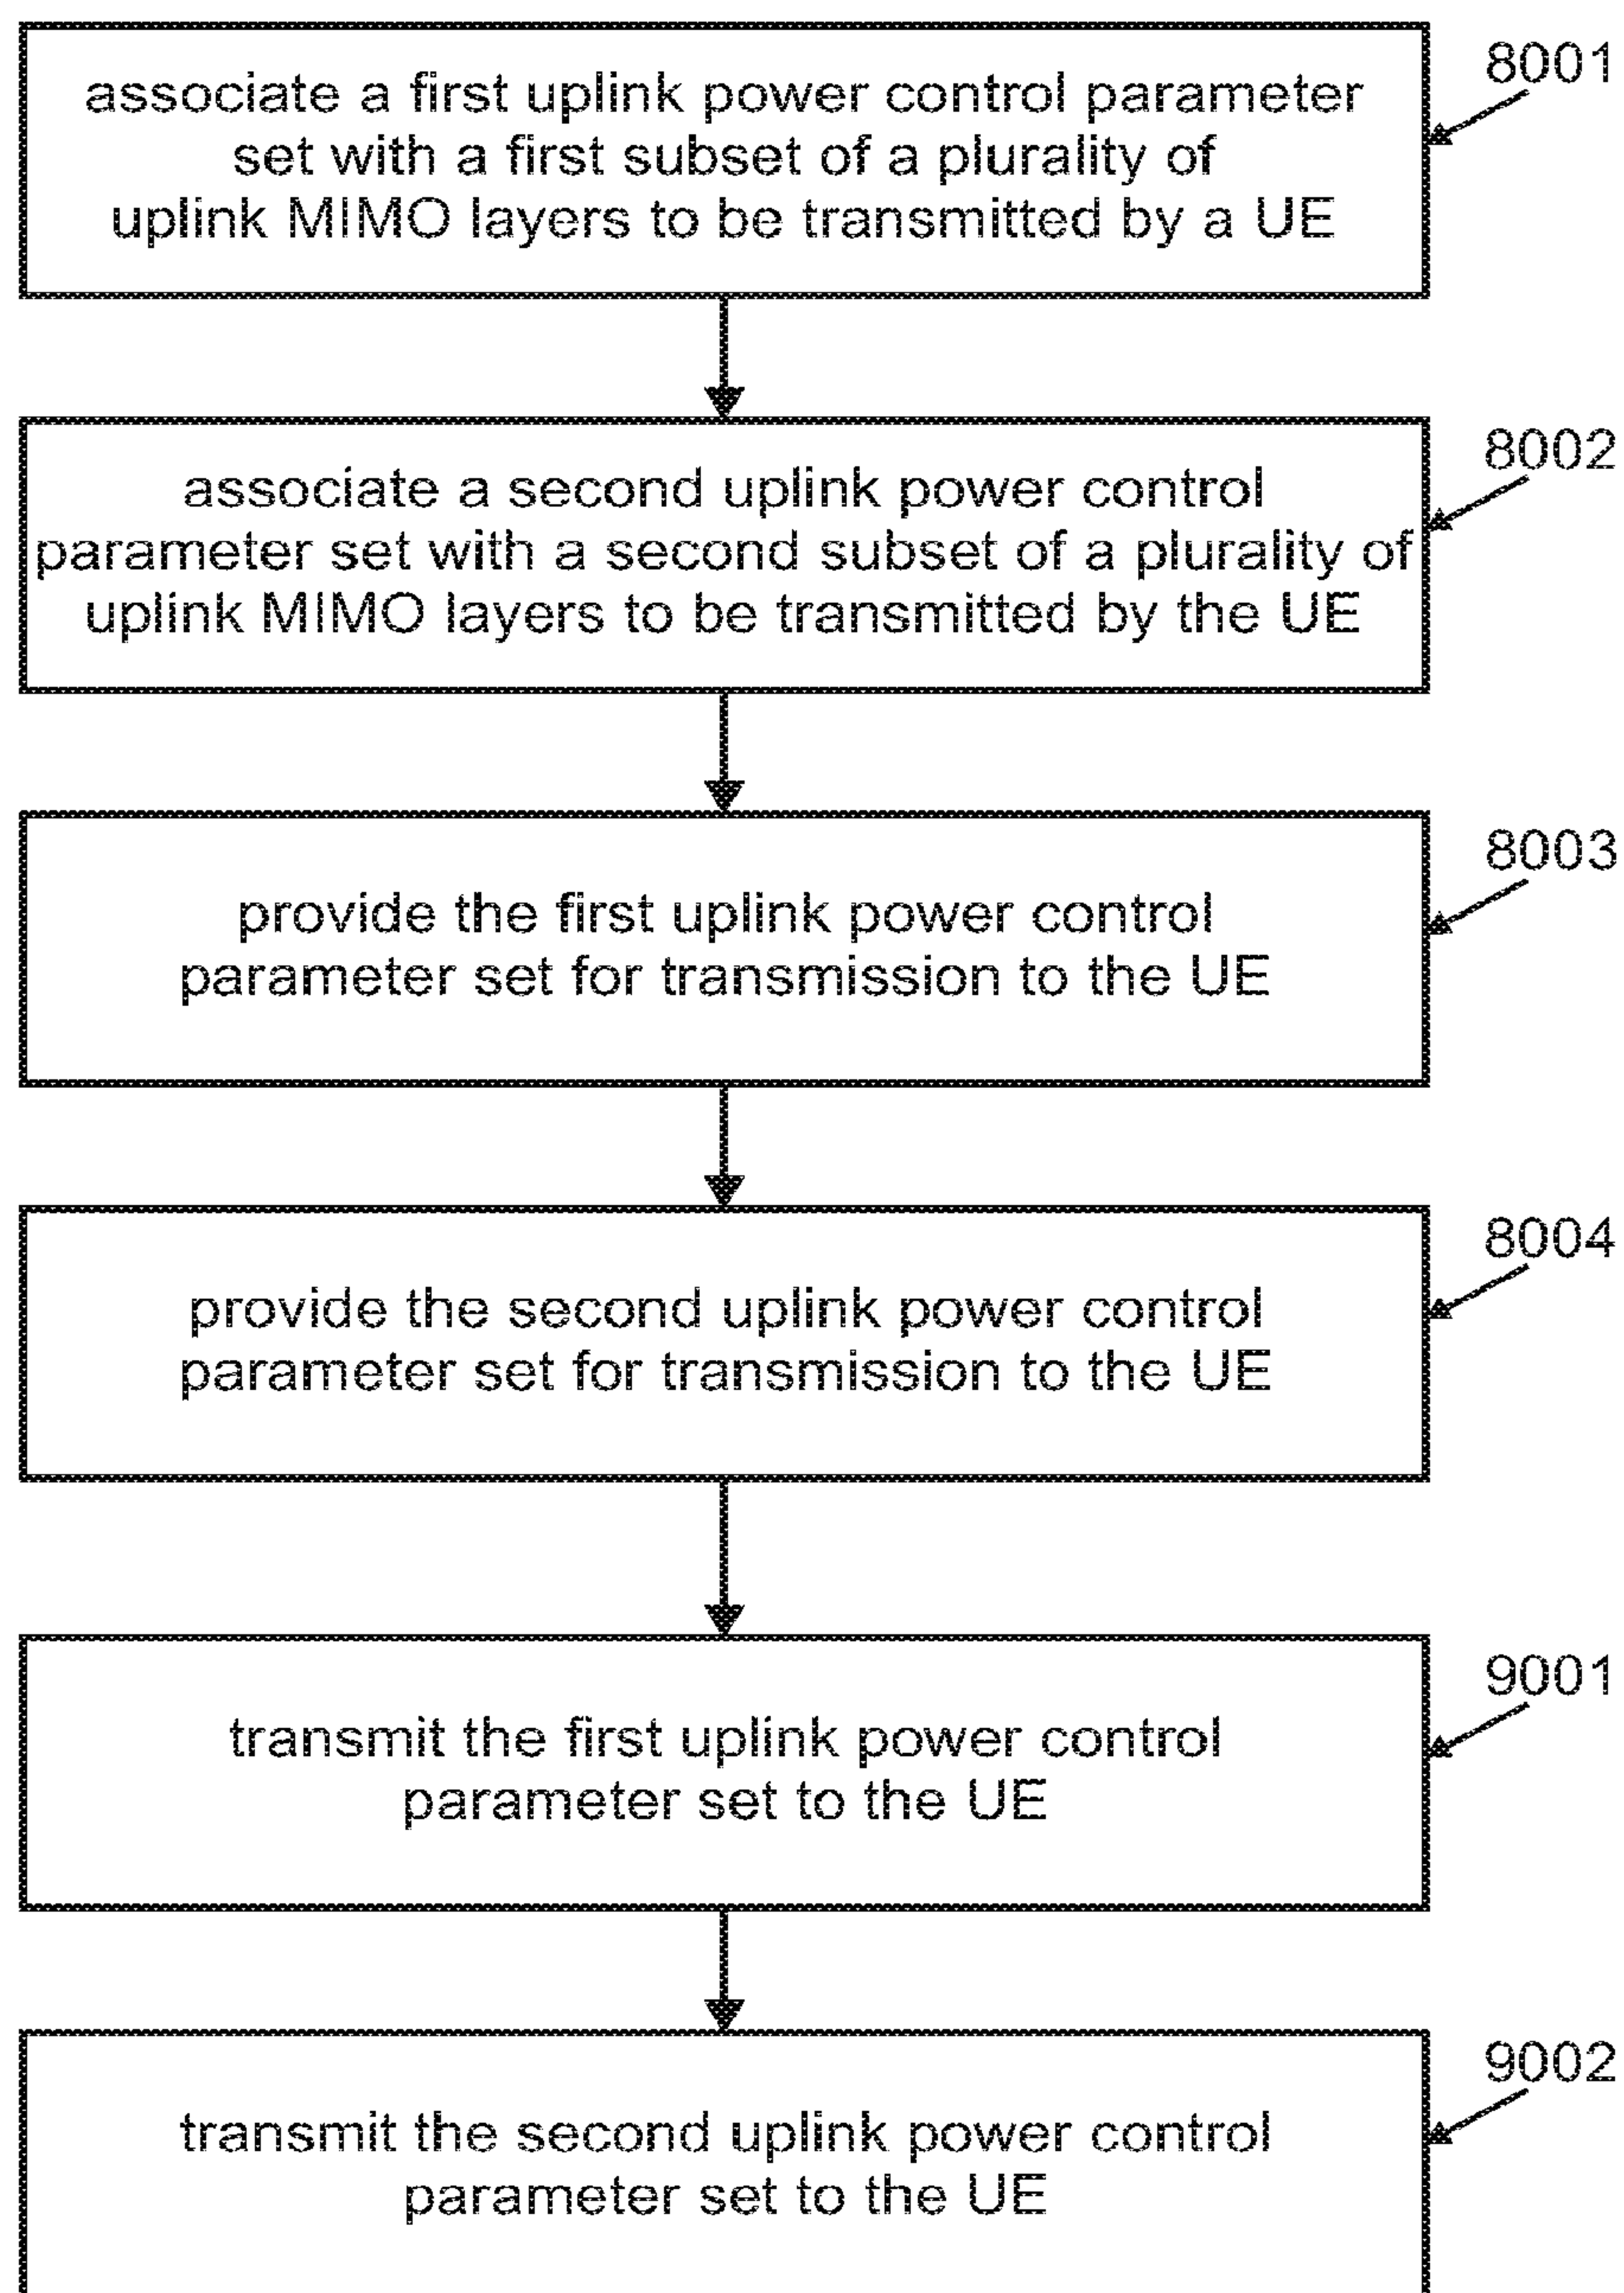 associate a first uplink power control parameter
set with a first subset of a plurality of
uplink MIMO layers to be transmitted by a UE
8001
associate a second uplink power control
parameter set with a second subset of a plurality of
uplink MIMO layers to be transmitted by the UE
8002
provide the first uplink power control
parameter set for transmission to the UE
8003
provide the second uplink power control
parameter set for transmission to the UE
8004
transmit the first uplink power control
parameter set to the UE
9001
transmit the second uplink power control
parameter set to the UE
9002